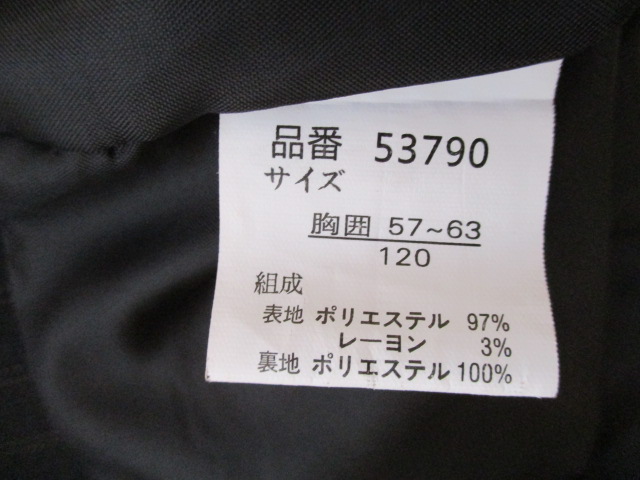 品番 53790
サイズ
胸囲 57~63
120
組成
表地 ポリエステル 97%
レーヨン 3%
裏地 ポリエステル 100%